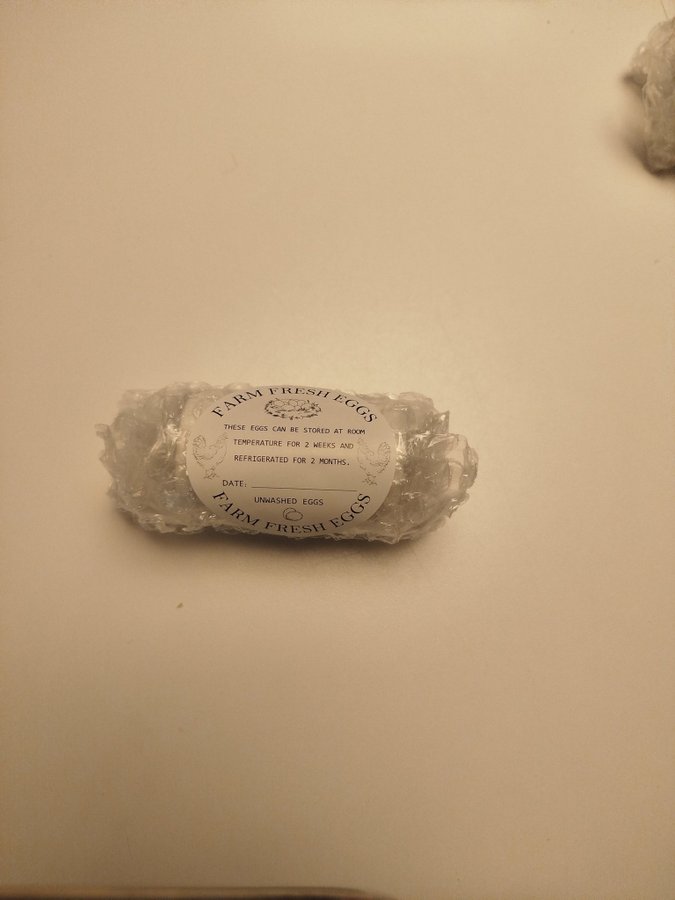 FARM FRESH EGGS
THESE EGGS CAN BE STORED AT ROOM
TEMPERATURE FOR 2 WEEKS AND
REFRIGERATED FOR 2 MONTHS.
DATE:
UNWASHED EGGS
FARM FRESH EGGS